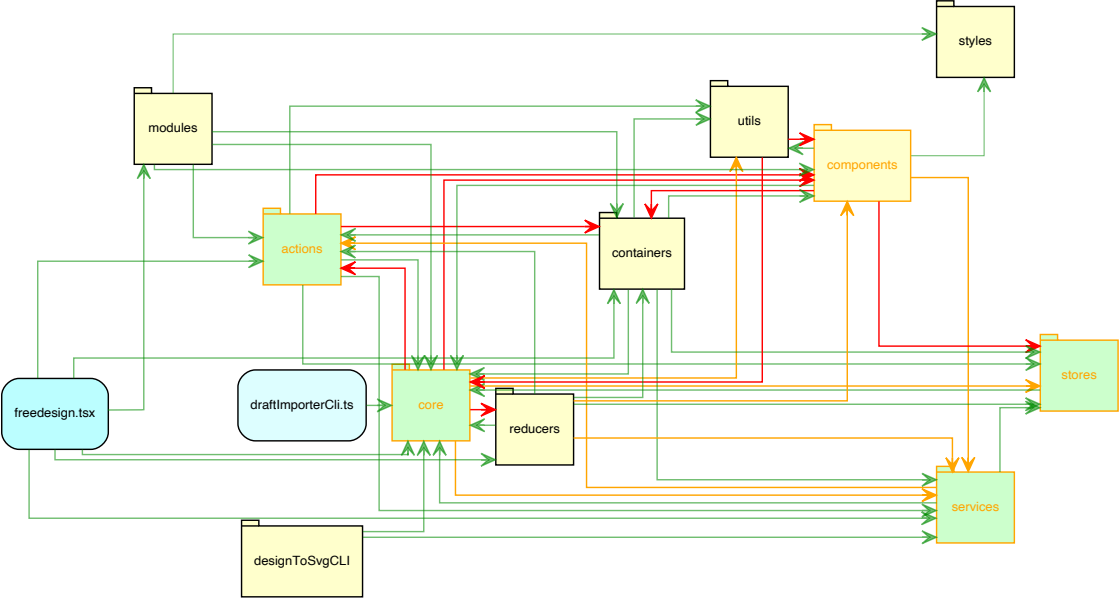 styles
utils
modules
components
actions
containers
stores
freedesign.tsx
draftImporterCli.ts
core
reducers
services
designToSvgCLI